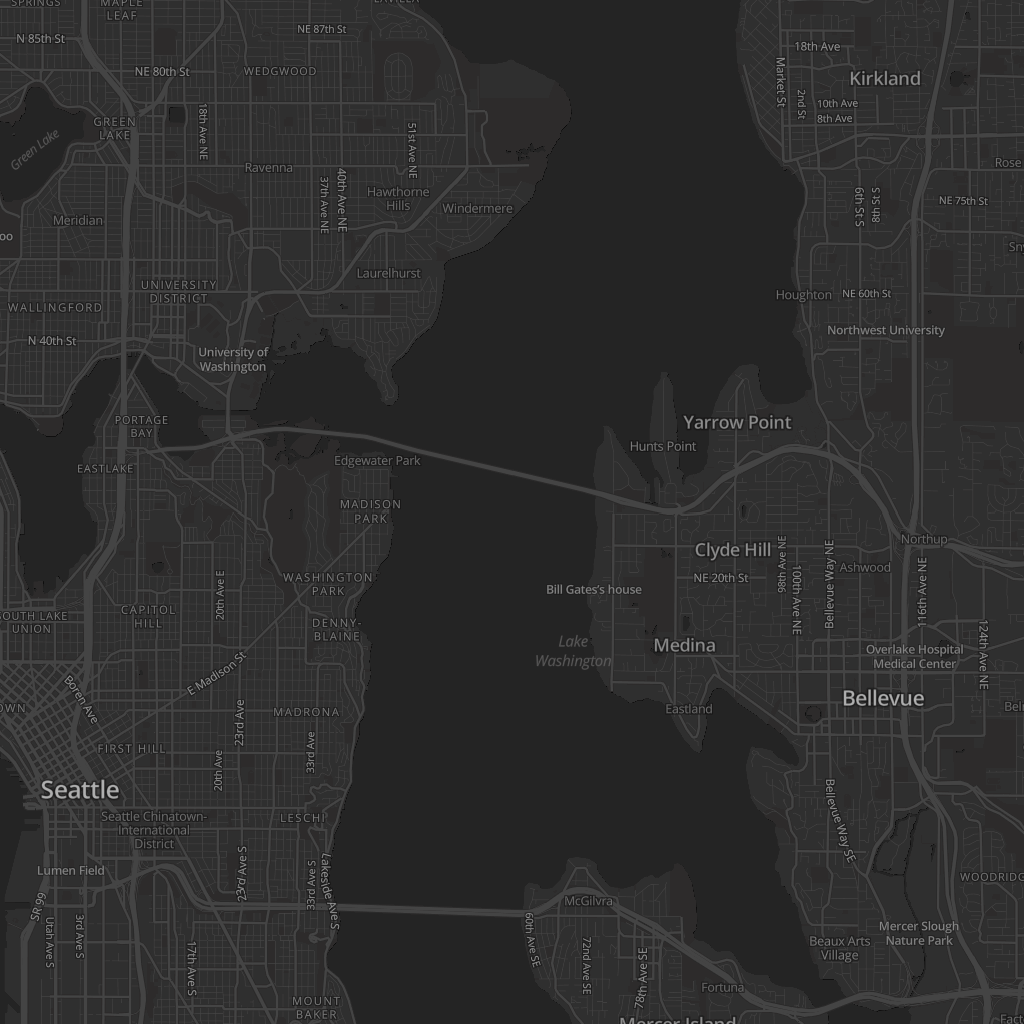 MAPLE
LEAF
N 85th St
NE 87th St
NE 80th St
WEDGWOOD
18th Ave
Kirkland
Market St
2nd St
10th Ave
8th Ave
GREEN
LAKE
Green Lake
18th Ave NE
51st Ave NE
Ravenna
40th Ave NE
37th Ave NE
Hawthorne
Hills
Windermere
Meridian
Rose
6th St S
8th St S
NE 75th St
oo
Laurelhurst
UNIVERSITY
DISTRICT
WALLINGFORD
Houghton
NE 60th St
N 40th St
University of
Washington
Northwest University
PORTAGE
BAY
Yarrow Point
Hunts Point
EASTLAKE
Edgewater Park
MADISON
PARK
Northup
Clyde Hill
98th Ave NE
100th Ave NE
Bellevue Way NE
Ashwood
116th Ave NE
NE 20th St
WASHINGTON
PARK
20th Ave E
Bill Gates's house
CAPITOL
HILL
SOUTH LAKE
UNION
DENNY-
BLAINE
Lake
Washington
Medina
Overlake Hospital
Medical Center
124th Ave NE
E Madison St
Boren Ave
OWN
MADRONA
Eastland
Bellevue
Bel
23rd Ave
33rd Ave
FIRST HILL
20th Ave
Seattle
Seattle Chinatown-
International
District
LESCHI
Bellevue Way SE
Lumen Field
23rd Ave S
33rd Ave S
Lakeside Ave S
WOODRIDG
SR 99
Utah Ave S
3rd Ave S
McGilvra
60th Ave SE
17th Ave S
72nd Ave SE
78th Ave SE
Beaux Arts
Village
Mercer Slough
Nature Park
Fortuna
MOUNT
BAKER
Mercer Island
Fact